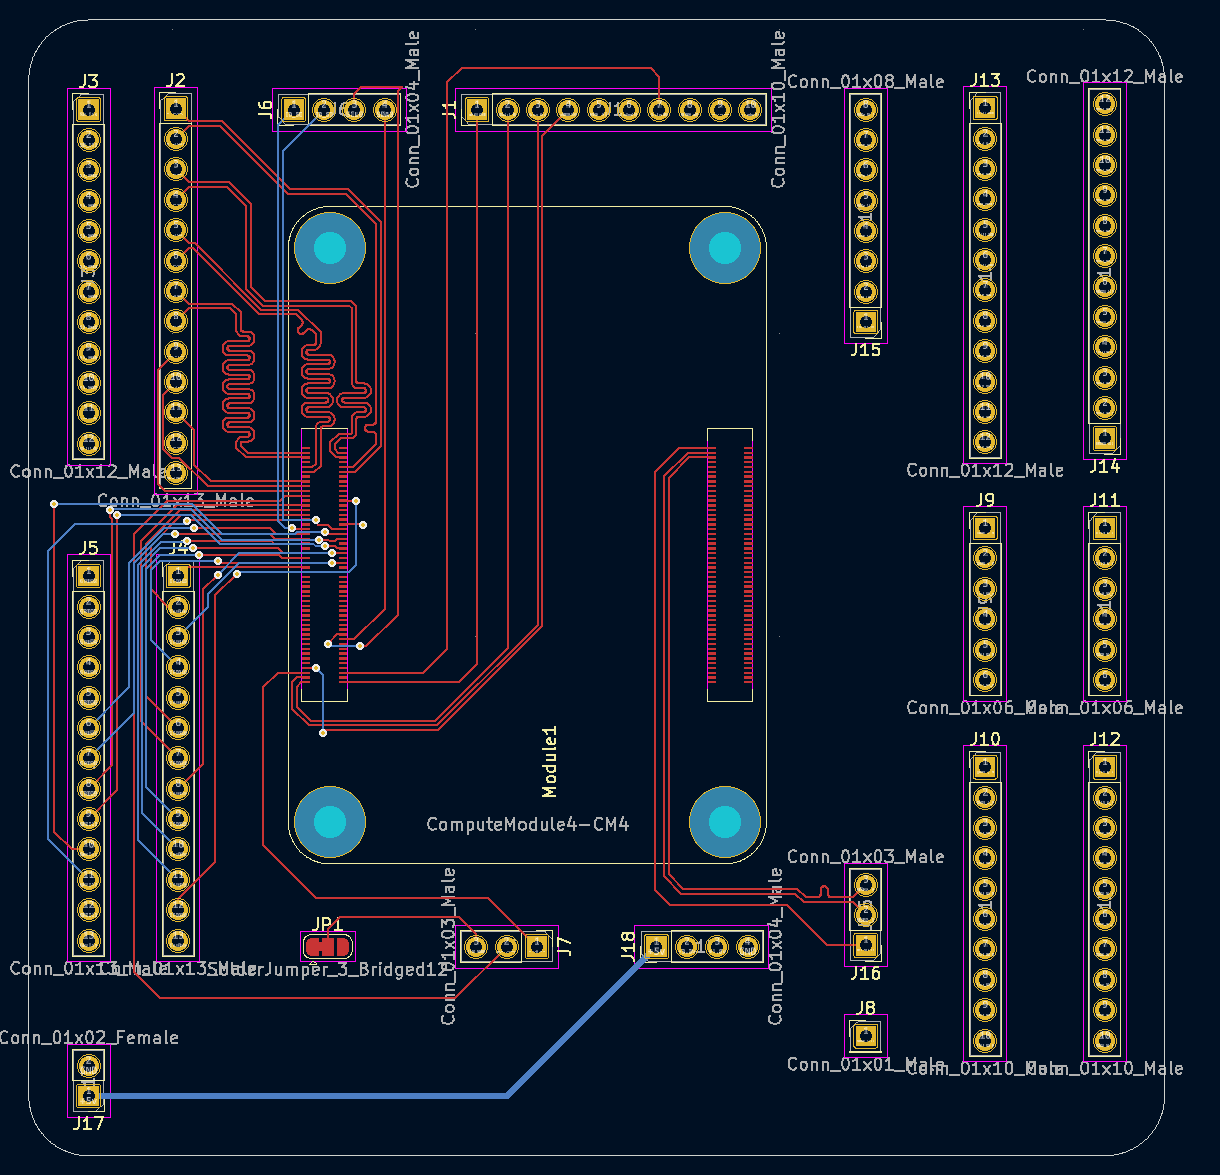 Conn_01x04_Male
Conn_01x10_Male
J3
J2
J6
J1
Conn_01x08_Male
J13
Conn_01x12_Male
J15
Conn_01x12_Male
Conn_01x13_Male
Conn_01x12_Male
J14
J9
J11
J5
J4
Conn_01x06_Male
Conn_01x06_Male
Module1
J10
J12
ComputeModule4-CM4
Conn_01x03_Male
Conn_01x03_Male
Conn_01x04_Male
JP1
J7
J18
J16
Conn_01x13_Male
Conn_01x13_Male
SolderJumper_3_Bridged12
J8
Conn_01x02_Female
Conn_01x01_Male
Conn_01x10_Male
Conn_01x10_Male
J17